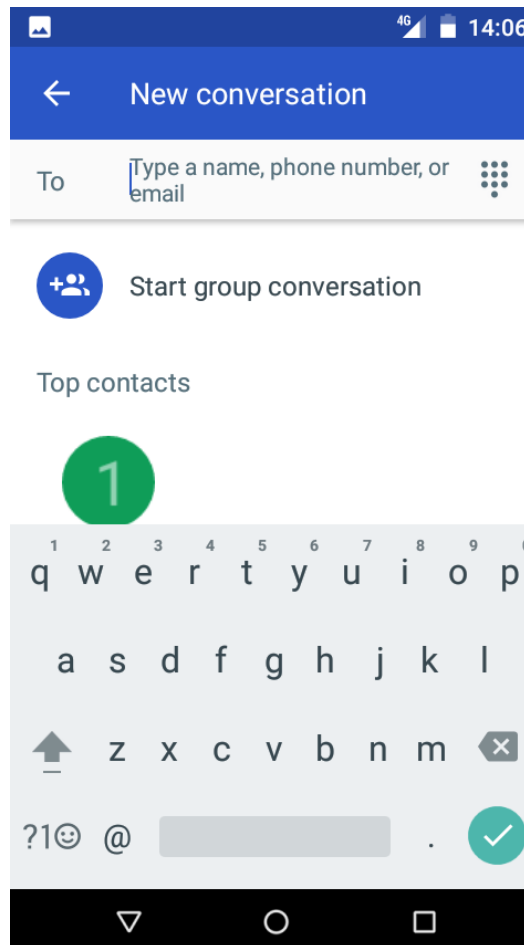 4G 14:06
New conversation
To Type a name, phone number, or
email
Start group conversation
Top contacts
1
1 2 3 4 5 6 7 8 9
q w e r t y u i o p
a s d f g h j k l
z x c v b n m
?1☺ @ .